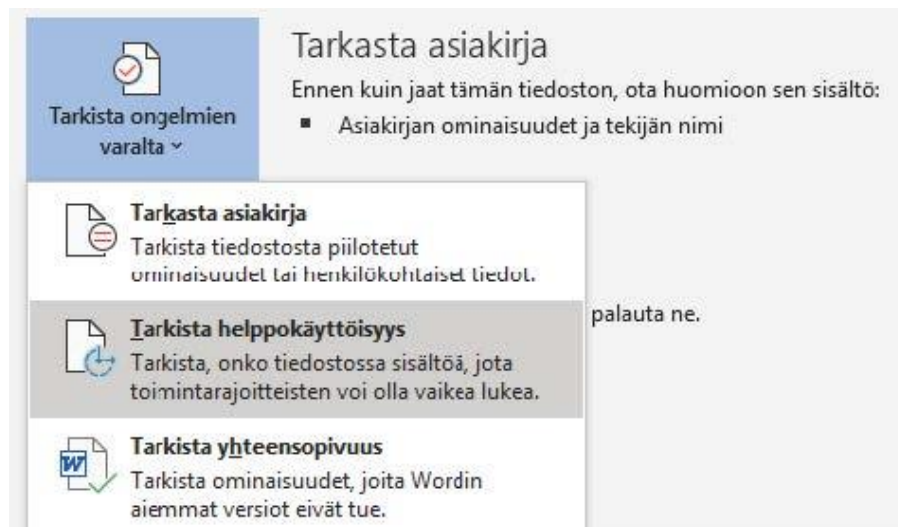 Tarkista ongelmien
varalta
Tarkasta asiakirja
Ennen kuin jaat tämän tiedoston, ota huomioon sen sisältö:
▪ Asiakirjan ominaisuudet ja tekijän nimi
Tarkasta asiakirja
Tarkista tiedostosta piilotetut
ominaisuudet tai henkilökohtaiset tiedot.
Tarkista helppokäyttöisyys
Tarkista, onko tiedostossa sisältöä, jota
toimintarajoitteisten voi olla vaikea lukea.
palauta ne.
Tarkista yhteensopivuus
Tarkista ominaisuudet, joita Wordin
aiemmat versiot eivät tue.